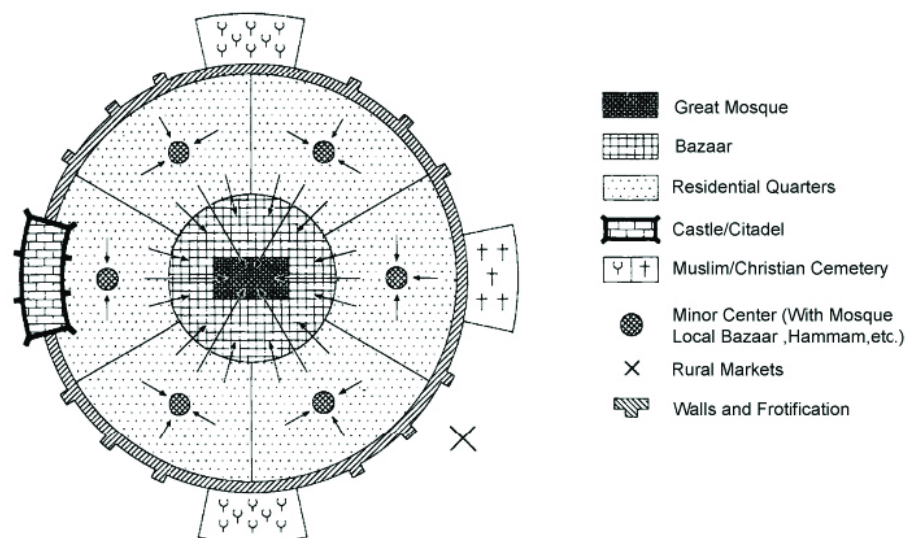 Great Mosque
Bazaar
Residential Quarters
Castle/Citadel
Muslim/Christian Cemetery
Minor Center (With Mosque
Local Bazaar ,Hammam,etc.)
Rural Markets
Walls and Frotification